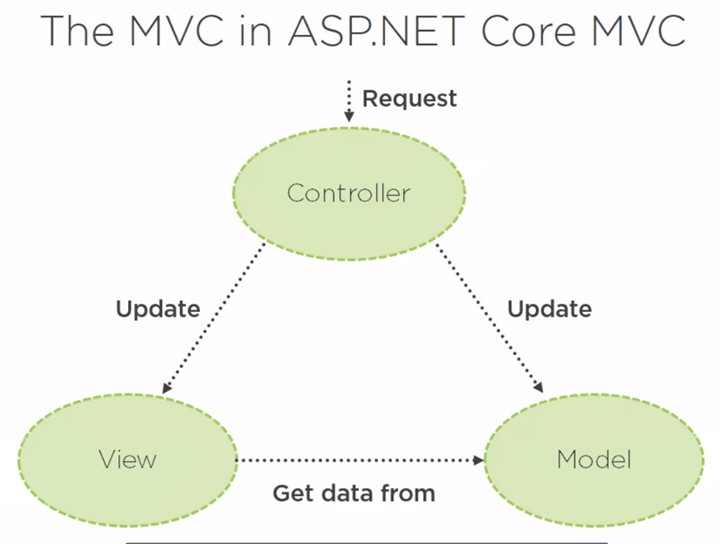 The MVC in ASP.NET Core MVC
Request
Controller
Update
Update
View
Model
Get data from